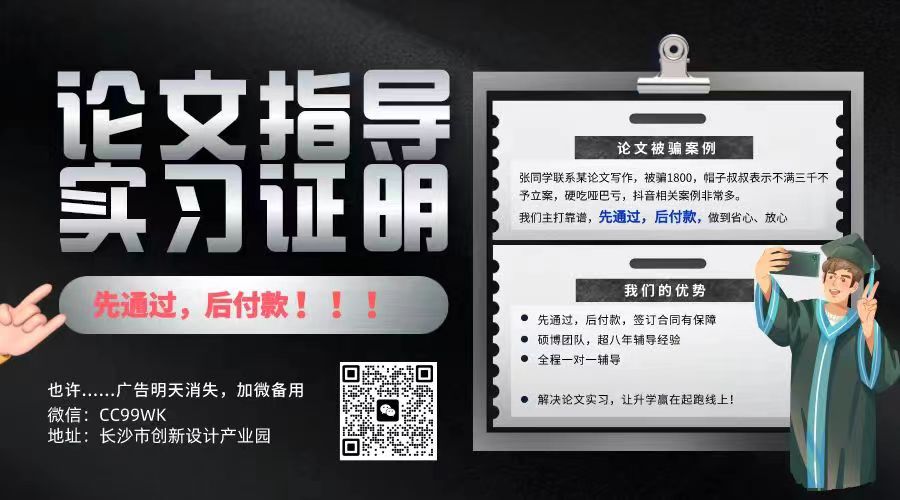 论文指导
实习证明
先通过，后付款！！！
也许……广告明天消失，加微备用
微信：CC99WK
地址：长沙市创新设计产业园
论文被骗案例
张同学联系某论文写作，被骗1800，帽子叔叔表示不满三千不
予立案，硬吃哑巴亏，抖音相关案例非常多。
我们主打靠谱，先通过，后付款，做到省心、放心
我们的优势
先通过，后付款，签订合同有保障
硕博团队，超八年辅导经验
全程一对一辅导
解决论文实习，让升学赢在起跑线上！